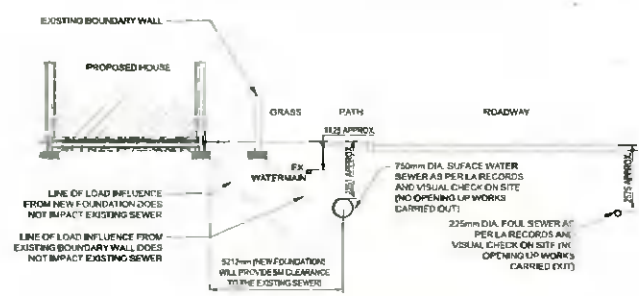 EXISTING BOUNDARY WALL
PROPOSED HOUSE
GRASS
PATH
ROADWAY
APPROX.
EX
WATERMAIN
APPROX
APPROX
750mm DIA. SUFACE WATER
SEWER AS PER LA RECORDS
AND VISUAL CHECK ON SITE
(NO OPENING UP WORKS
CARRIED OUT)
225mm DIA. FOUL SEWER AS
PER LA RECORDS AND
VISUAL CHECK ON SITE (NO
OPENING UP WORKS
CARRIED OUT)
LINE OF LOAD INFLUENCE
FROM NEW FOUNDATION DOES
NOT IMPACT EXISTING SEWER
LINE OF LOAD INFLUENCE FROM
EXISTING BOUNDARY WALL DOES
NOT IMPACT EXISTING SEWER
5212mm (NEW FOUNDATION)
WILL PROVIDE 5M CLEARANCE
TO THE EXISTING SEWER)